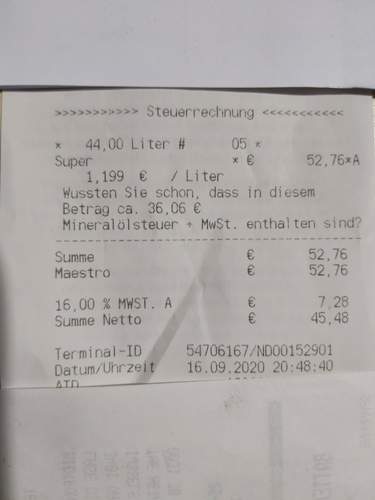 >>>>>>>>>>> Steuerrechnung <<<<<<<<<<<
* 44,00 Liter # 05 *
Super * € 52,76*A
1,199 € / Liter
Wussten Sie schon, dass in diesem
Betrag ca. 36,06 €
Mineralölsteuer + MwSt. enthalten sind?
Summe € 52,76
Maestro € 52,76
16,00 % MWST. A € 7,28
Summe Netto € 45,48
Terminal-ID 54706167/ND00152901
Datum/Uhrzeit 16.09.2020 20:48:40